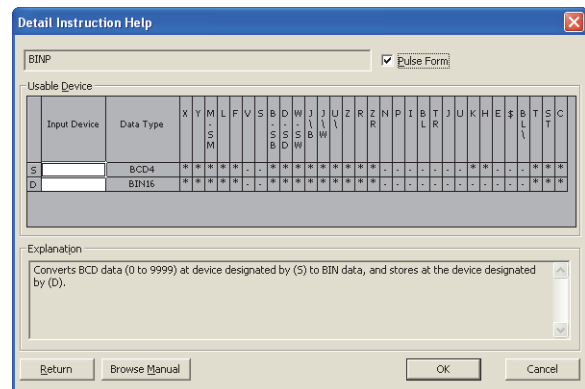 Detail Instruction Help
BINP
Pulse Form
Usable Device
Input Device Data Type X Y M-SM L F V S B-SB D-SD W-SW J\B J\W U\ Z R ZR N P I BL TR J U K H E $ BL\ T ST C
S BCD4 * * * * * - - * * * * * * * * * - - - - - - - * * - - - * * *
D BIN16 * * * * * - - * * * * * * * * * - - - - - - - - - - - - * * *
Explanation
Converts BCD data (0 to 9999) at device designated by (S) to BIN data, and stores at the device designated
by (D).
Return Browse Manual OK Cancel